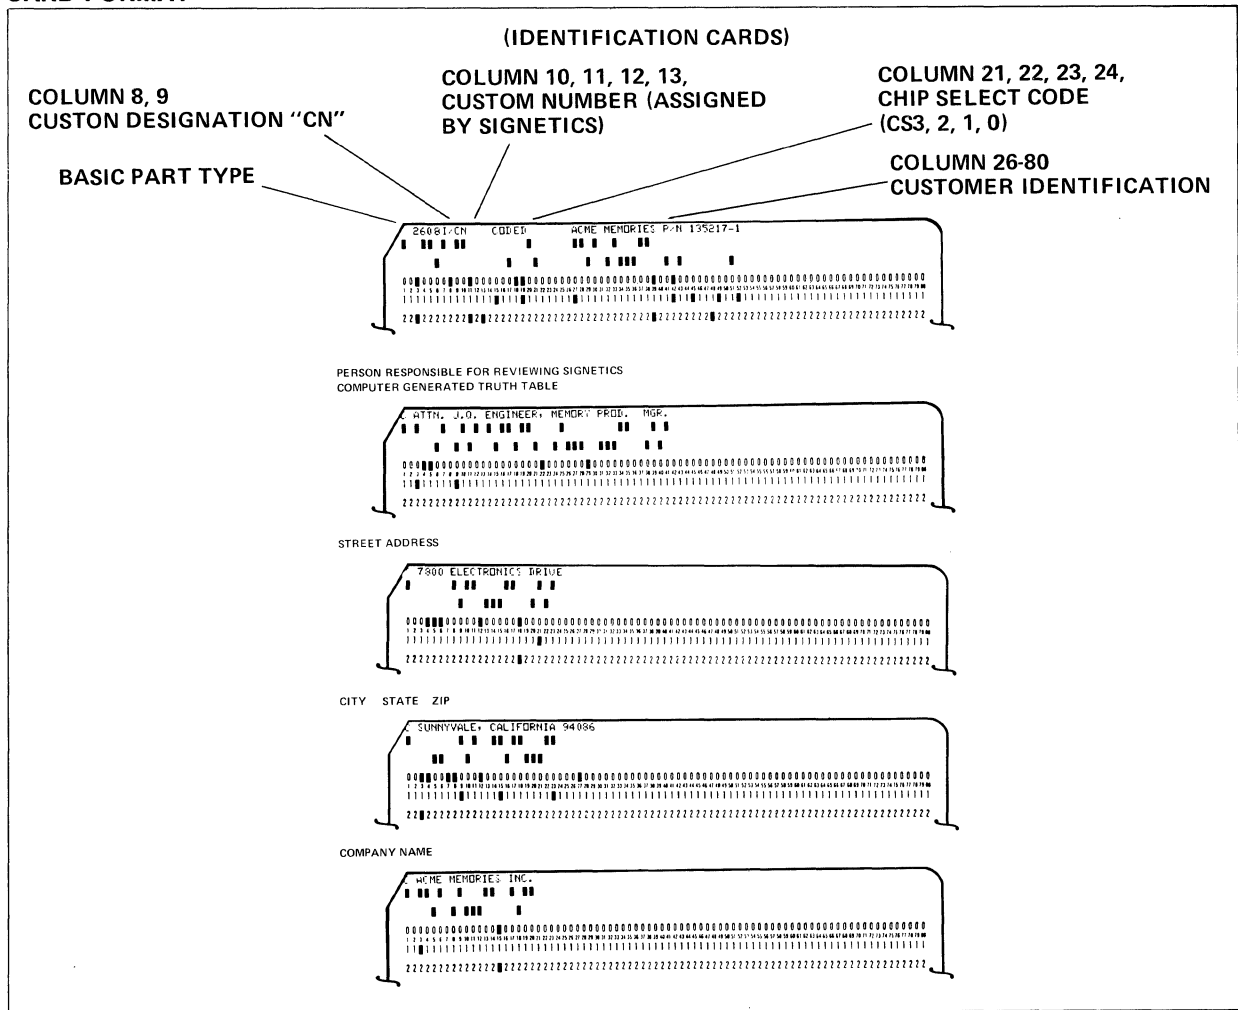 (IDENTIFICATION CARDS)
COLUMN 8, 9
CUSTON DESIGNATION "CN"
COLUMN 10, 11, 12, 13,
CUSTOM NUMBER (ASSIGNED
BY SIGNETICS)
COLUMN 21, 22, 23, 24,
CHIP SELECT CODE
(CS3, 2, 1, 0)
BASIC PART TYPE
COLUMN 26-80
CUSTOMER IDENTIFICATION
2608I/CN CODED ACME MEMORIES P/N 135217-1
PERSON RESPONSIBLE FOR REVIEWING SIGNETICS
COMPUTER GENERATED TRUTH TABLE
C ATTN. J.O. ENGINEER, MEMORY PROD. MGR.
STREET ADDRESS
7800 ELECTRONICS DRIVE
CITY STATE ZIP
C SUNNYVALE, CALIFORNIA 94086
COMPANY NAME
C ACME MEMORIES INC.